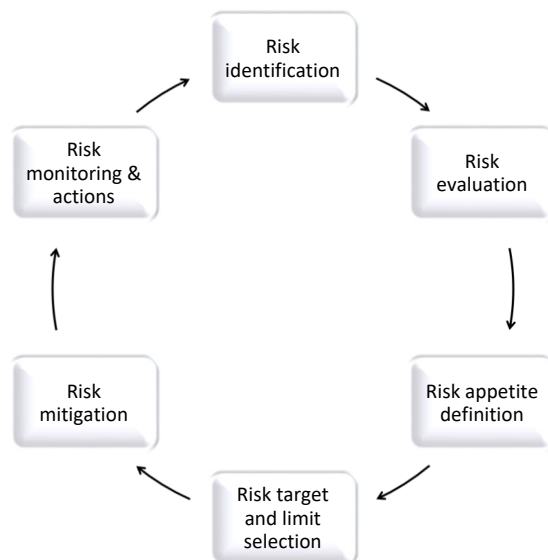 Risk
identification
Risk
evaluation
Risk appetite
definition
Risk target
and limit
selection
Risk
mitigation
Risk
monitoring &
actions